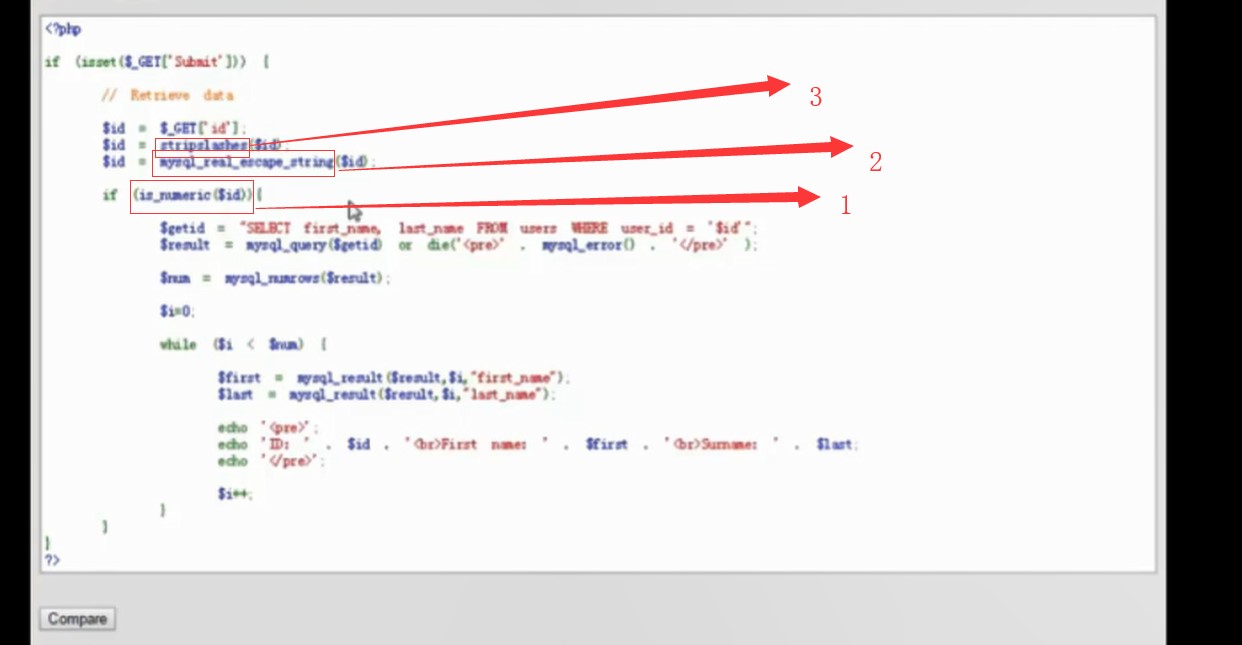 <?php
if (isset($_GET['Submit'])) {
// Retrieve data
$id = $_GET['id'];
$id = stripslashes($id);
$id = mysql_real_escape_string($id);
if (is_numeric($id)){
$getid = "SELECT first_name, last_name FROM users WHERE user_id = '$id'";
$result = mysql_query($getid) or die('<pre>' . mysql_error() . '</pre>' );
$num = mysql_numrows($result);
$i=0;
while ($i < $num) {
$first = mysql_result($result,$i,"first_name");
$last = mysql_result($result,$i,"last_name");
echo '<pre>';
echo 'ID: ' . $id . '<br>First name: ' . $first . '<br>Surname: ' . $last;
echo '</pre>';
$i++;
}
}
}
?>
3
2
1
Compare